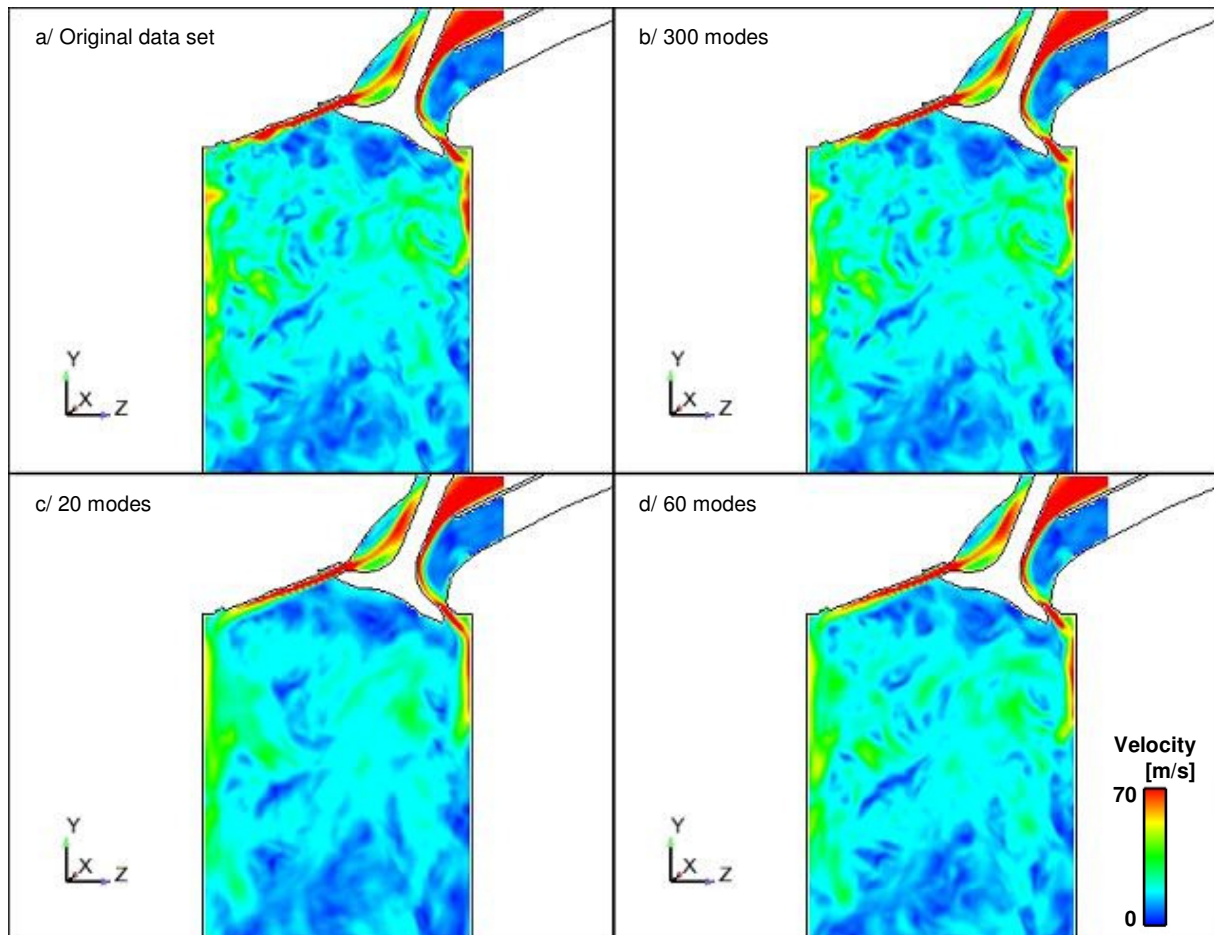 a/ Original data set
b/ 300 modes
Y
X
Z
Y
X
Z
c/ 20 modes
d/ 60 modes
Y
X
Z
Y
X
Z
Velocity
[m/s]
70
0